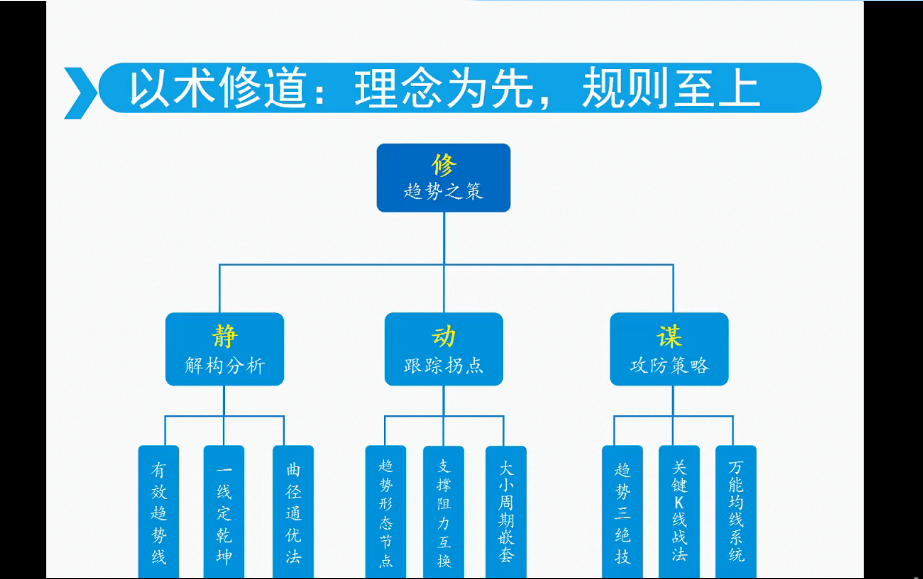 以术修道：理念为先，规则至上
修
趋势之策
静
解构分析
动
跟踪拐点
谋
攻防策略
有效趋势线
一线定乾坤
曲径通优法
趋势形态节点
支撑阻力互换
大小周期嵌套
趋势三绝技
关键K线战法
万能均线系统